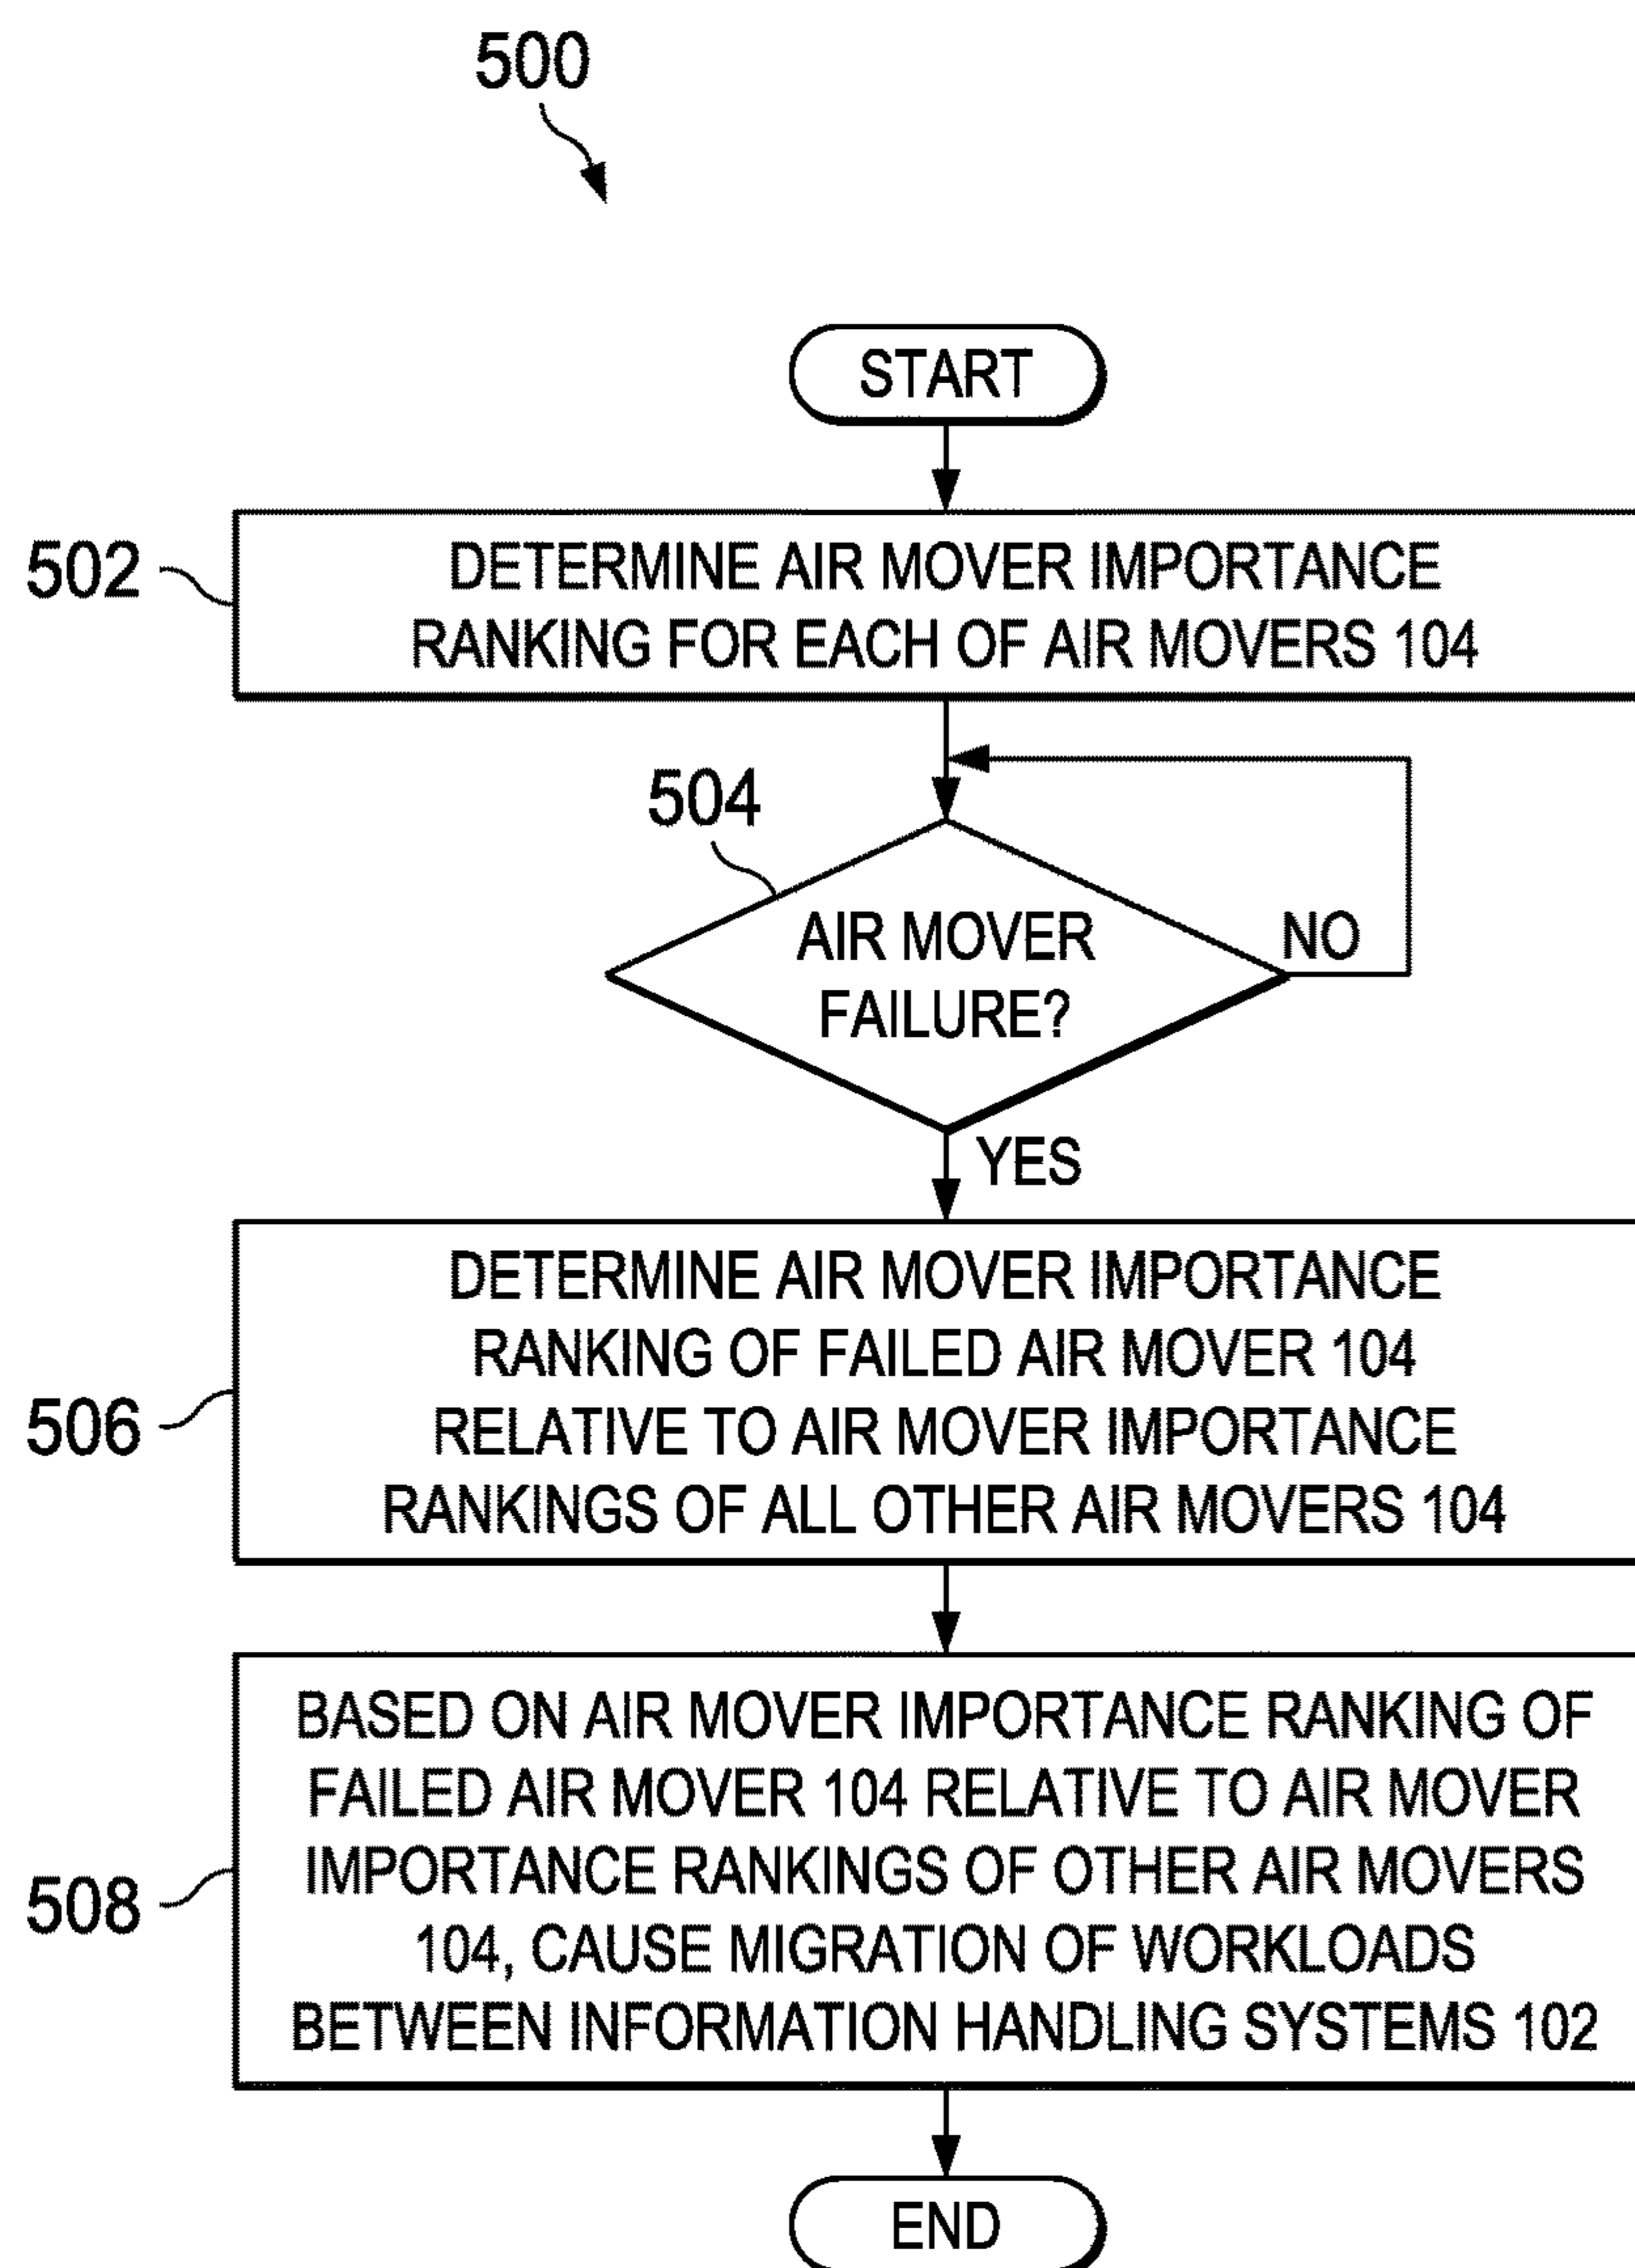 500
START
502
DETERMINE AIR MOVER IMPORTANCE
RANKING FOR EACH OF AIR MOVERS 104
504
AIR MOVER
FAILURE?
NO
YES
506
DETERMINE AIR MOVER IMPORTANCE
RANKING OF FAILED AIR MOVER 104
RELATIVE TO AIR MOVER IMPORTANCE
RANKINGS OF ALL OTHER AIR MOVERS 104
508
BASED ON AIR MOVER IMPORTANCE RANKING OF
FAILED AIR MOVER 104 RELATIVE TO AIR MOVER
IMPORTANCE RANKINGS OF OTHER AIR MOVERS
104, CAUSE MIGRATION OF WORKLOADS
BETWEEN INFORMATION HANDLING SYSTEMS 102
END